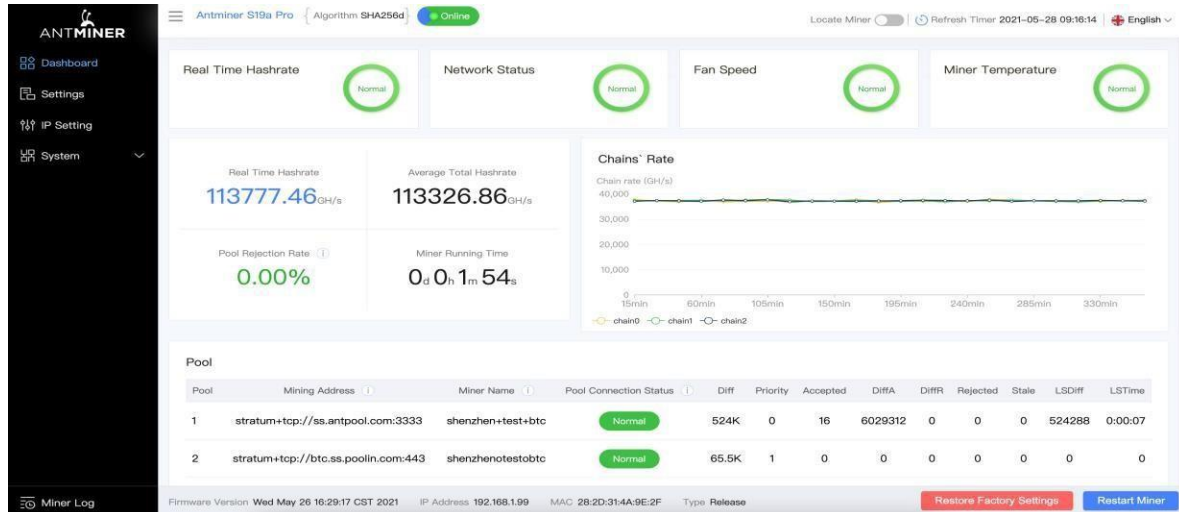 ANTMINER
Antminer S19a Pro { Algorithm SHA256d } Online
Locate Miner Refresh Timer 2021-05-28 09:16:14 English
Dashboard
Settings
IP Setting
System
Miner Log
Real Time Hashrate
Normal
Network Status
Normal
Fan Speed
Normal
Miner Temperature
Normal
Real Time Hashrate
113777.46GH/s
Average Total Hashrate
113326.86GH/s
Pool Rejection Rate i
0.00%
Miner Running Time
0d 0h 1m 54s
Chains` Rate
Chain rate (GH/s)
40,000
30,000
20,000
10,000
0
15min 60min 105min 150min 195min 240min 285min 330min
chain0 chain1 chain2
Pool
Pool Mining Address i Miner Name i Pool Connection Status i Diff Priority Accepted DiffA DiffR Rejected Stale LSDiff LSTime
1 stratum+tcp://ss.antpool.com:3333 shenzhen+test+btc Normal 524K 0 16 6029312 0 0 0 524288 0:00:07
2 stratum+tcp://btc.ss.poolin.com:443 shenzhenotestobtc Normal 65.5K 1 0 0 0 0 0 0 0
Firmware Version Wed May 26 16:29:17 CST 2021 IP Address 192.168.1.99 MAC 28:2D:31:4A:9E:2F Type Release Restore Factory Settings Restart Miner